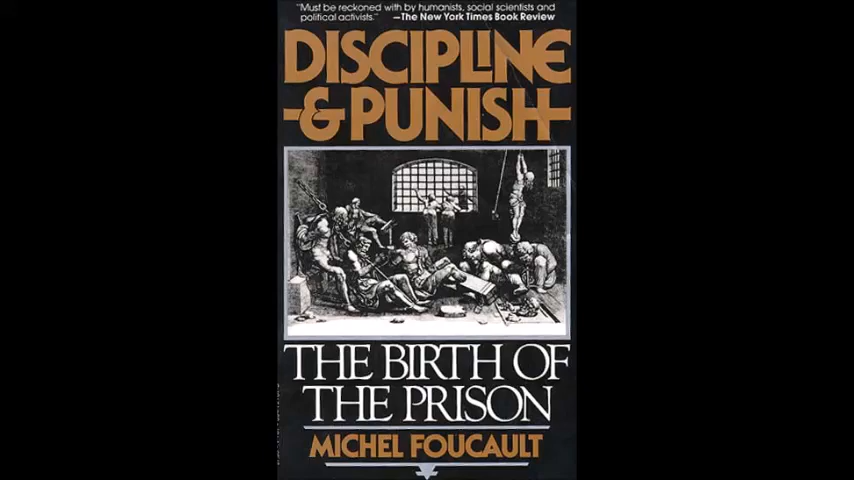 "Must be reckoned with by humanists, social scientists and
political activists." —The New York Times Book Review
DISCIPLINE
& PUNISH
THE BIRTH OF
THE PRISON
MICHEL FOUCAULT